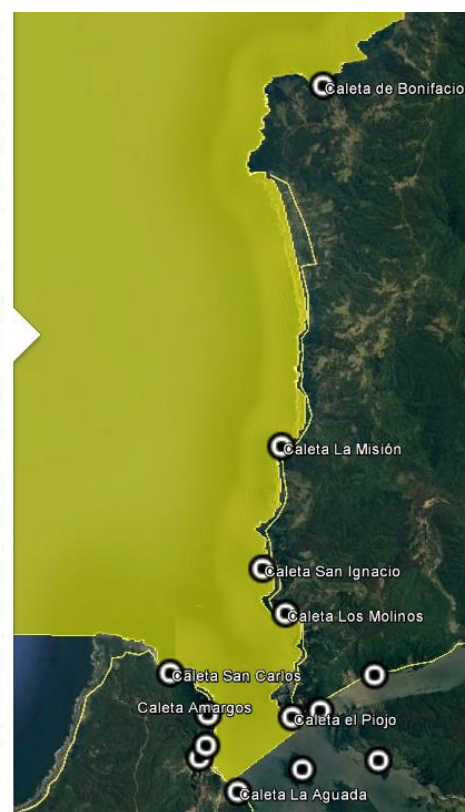 Caleta de Bonifacio
Caleta La Misión
Caleta San Ignacio
Caleta Los Molinos
Caleta San Carlos
Caleta Amargos
Caleta el Piojo
Caleta La Aguada